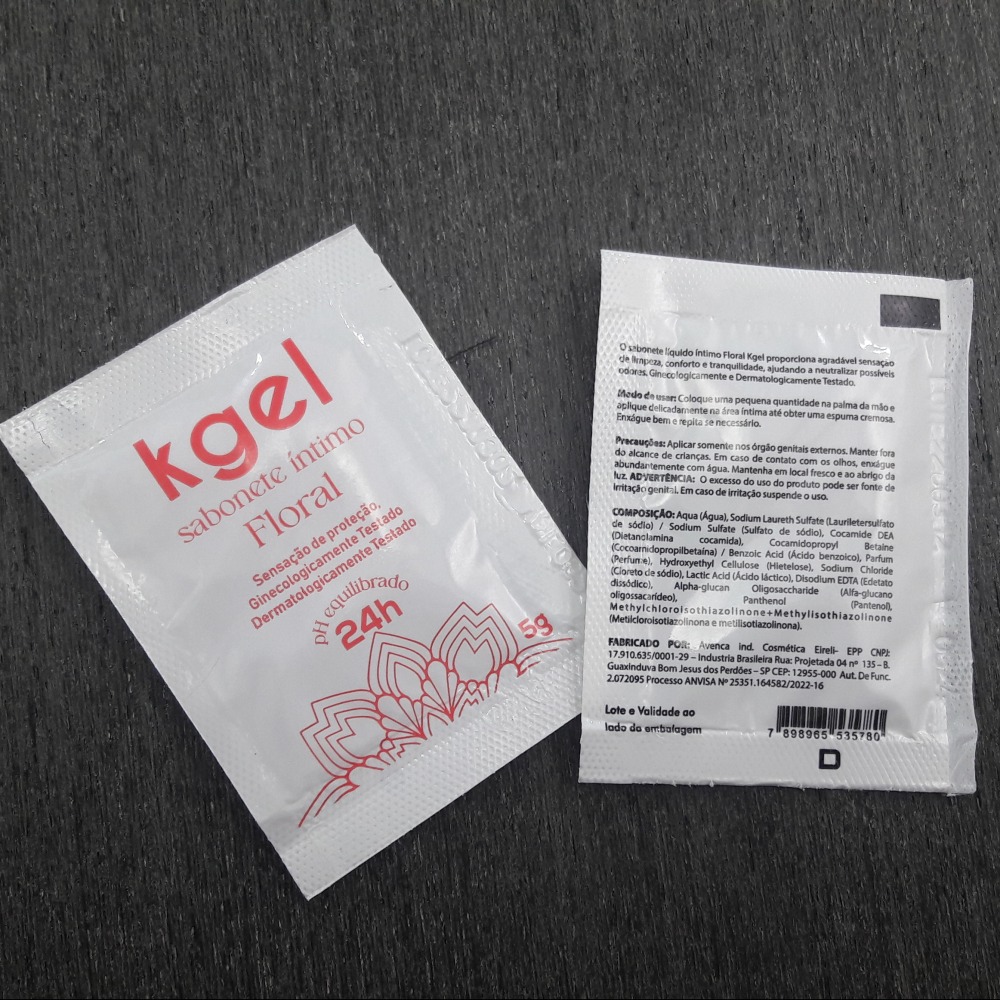 kgel
sabonete íntimo
Floral
Sensação de proteção,
Ginecologicamente Testado
Dermatologicamente Testado
pH equilibrado
24h
5g
O sabonete líquido íntimo Floral Kgel proporciona agradável sensação
de limpeza, conforto e tranquilidade, ajudando a neutralizar possíveis
odores. Ginecologicamente e Dermatologicamente Testado.
Modo de usar: Coloque uma pequena quantidade na palma da mão e
aplique delicadamente na área íntima até obter uma espuma cremosa.
Enxágue bem e repita se necessário.
Precauções: Aplicar somente nos órgão genitais externos. Manter fora
do alcance de crianças. Em caso de contato com os olhos, enxágue
abundantemente com água. Mantenha em local fresco e ao abrigo da
luz. ADVERTÊNCIA: O excesso do uso do produto pode ser fonte de
irritação genital. Em caso de irritação suspende o uso.
COMPOSIÇÃO: Aqua (Água), Sodium Laureth Sulfate (Lauriletersulfato
de sódio) / Sodium Sulfate (Sulfato de sódio), Cocamide DEA
(Dietanolamina cocamida), Cocamidopropyl Betaine
(Cocoamidopropilbetaína) / Benzoic Acid (Ácido benzoico), Parfum
(Perfume), Hydroxyethyl Cellulose (Hietelose), Sodium Chloride
(Cloreto de sódio), Lactic Acid (Ácido láctico), Disodium EDTA (Edetato
dissódico), Alpha-glucan Oligosaccharide (Alfa-glucano
oligossacarídeo), Panthenol (Pantenol),
Methylchloroisothiazolinone+Methylisothiazolinone
(Metilcloroisotiazolinona e metilisotiazolinona).
FABRICADO POR: Avenca ind. Cosmética Eireli- EPP CNPJ:
17.910.635/0001-29 – Industria Brasileira Rua: Projetada 04 nº 135 – B.
Guaxinduva Bom Jesus dos Perdões – SP CEP: 12955-000 Aut. De Func.
2.072095 Processo ANVISA Nº 25351.164582/2022-16
Lote e Validade ao
lado da embalagem
7 898965 535780
D